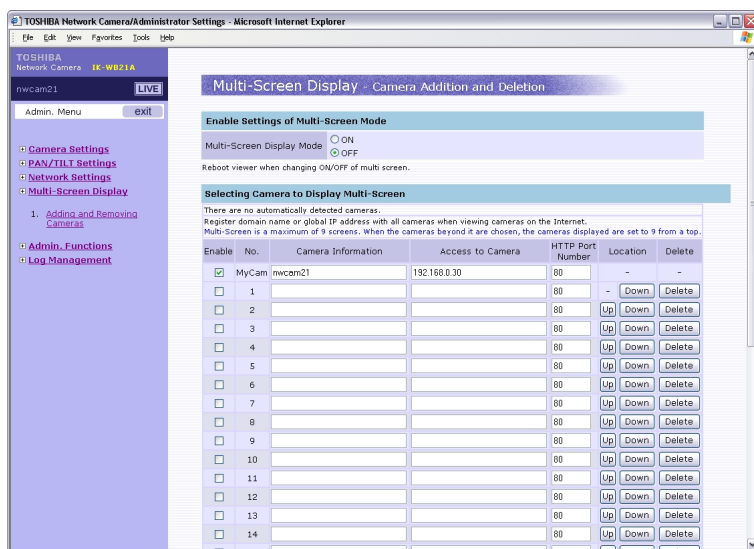 TOSHIBA Network Camera/Administrator Settings - Microsoft Internet Explorer
File Edit View Favorites Tools Help
TOSHIBA
Network Camera IK-WB21A
nwcam21 LIVE
Admin. Menu exit
Camera Settings
PAN/TILT Settings
Network Settings
Multi-Screen Display
1. Adding and Removing
Cameras
Admin. Functions
Log Management
Multi-Screen Display - Camera Addition and Deletion
Enable Settings of Multi-Screen Mode
Multi-Screen Display Mode
ON
OFF
Reboot viewer when changing ON/OFF of multi screen.
Selecting Camera to Display Multi-Screen
There are no automatically detected cameras.
Register domain name or global IP address with all cameras when viewing cameras on the Internet.
Multi-Screen is a maximum of 9 screens. When the cameras beyond it are chosen, the cameras displayed are set to 9 from a top.
Enable No. Camera Information Access to Camera HTTP Port Number Location Delete
MyCam nwcam21 192.168.0.30 80 - -
1 80 - Down Delete
2 80 Up Down Delete
3 80 Up Down Delete
4 80 Up Down Delete
5 80 Up Down Delete
6 80 Up Down Delete
7 80 Up Down Delete
8 80 Up Down Delete
9 80 Up Down Delete
10 80 Up Down Delete
11 80 Up Down Delete
12 80 Up Down Delete
13 80 Up Down Delete
14 80 Up Down Delete